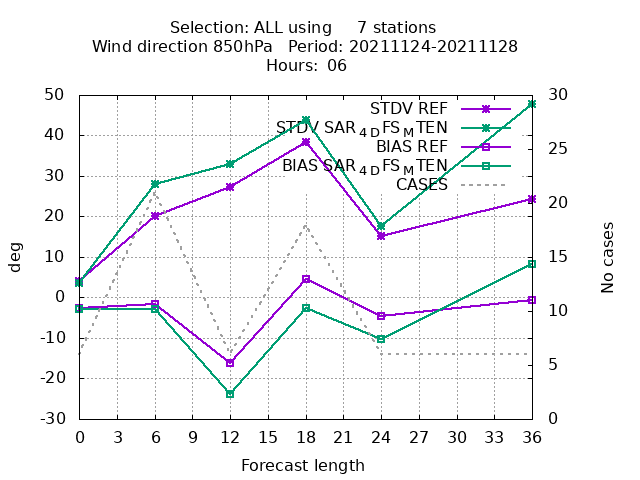 Selection: ALL using 7 stations
Wind direction 850hPa Period: 20211124-20211128
Hours: 06
STDV REF
STDV SAR4DFSMTEN
BIAS REF
BIAS SAR4DFSMTEN
CASES
50
40
30
20
10
0
-10
-20
-30
30
25
20
15
10
5
0
deg
No cases
0 3 6 9 12 15 18 21 24 27 30 33 36
Forecast length